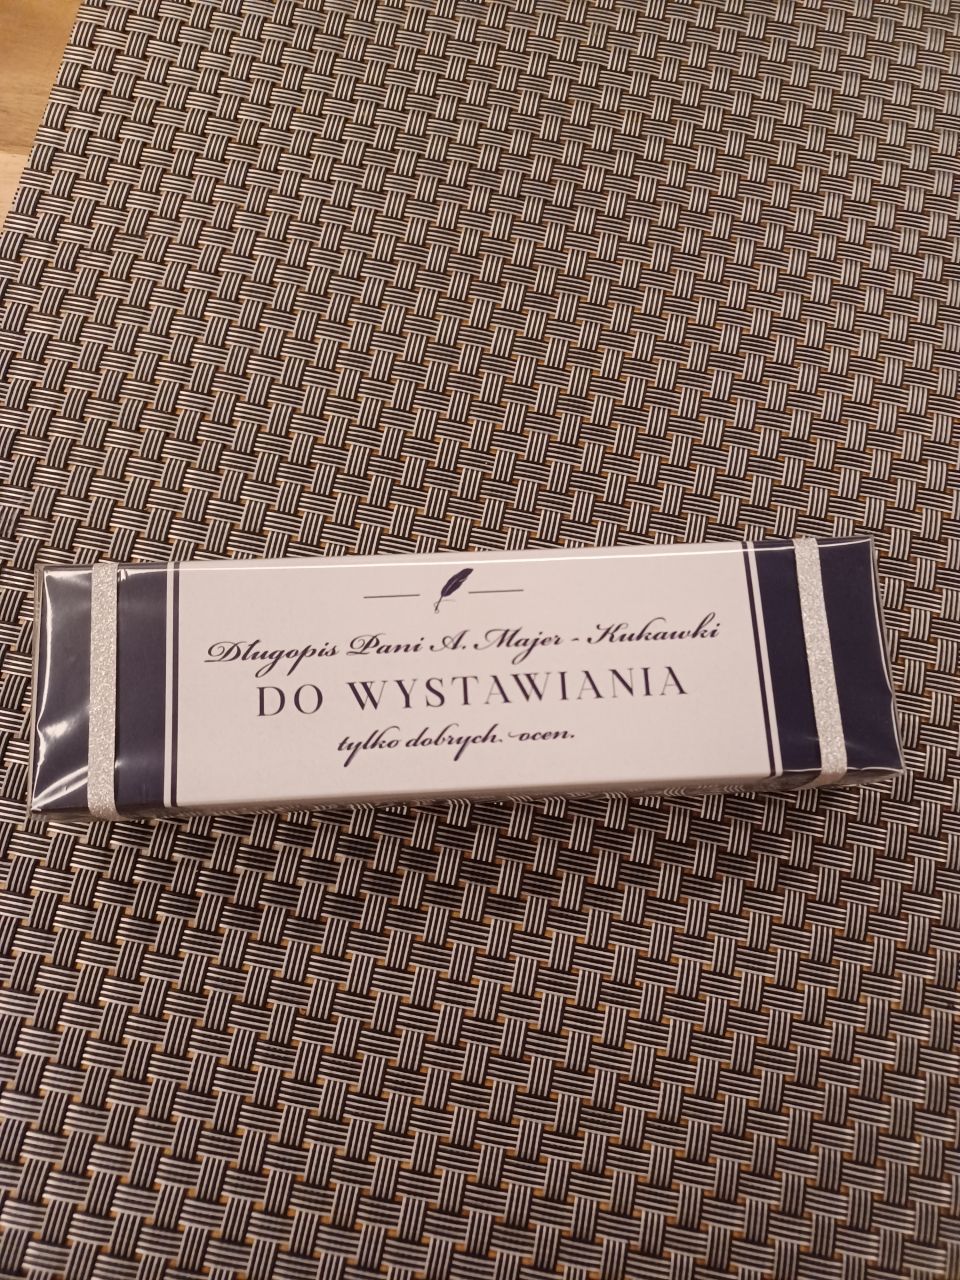 Długopis Pani A. Majer - Kukawki
DO WYSTAWIANIA
tylko dobrych ocen.